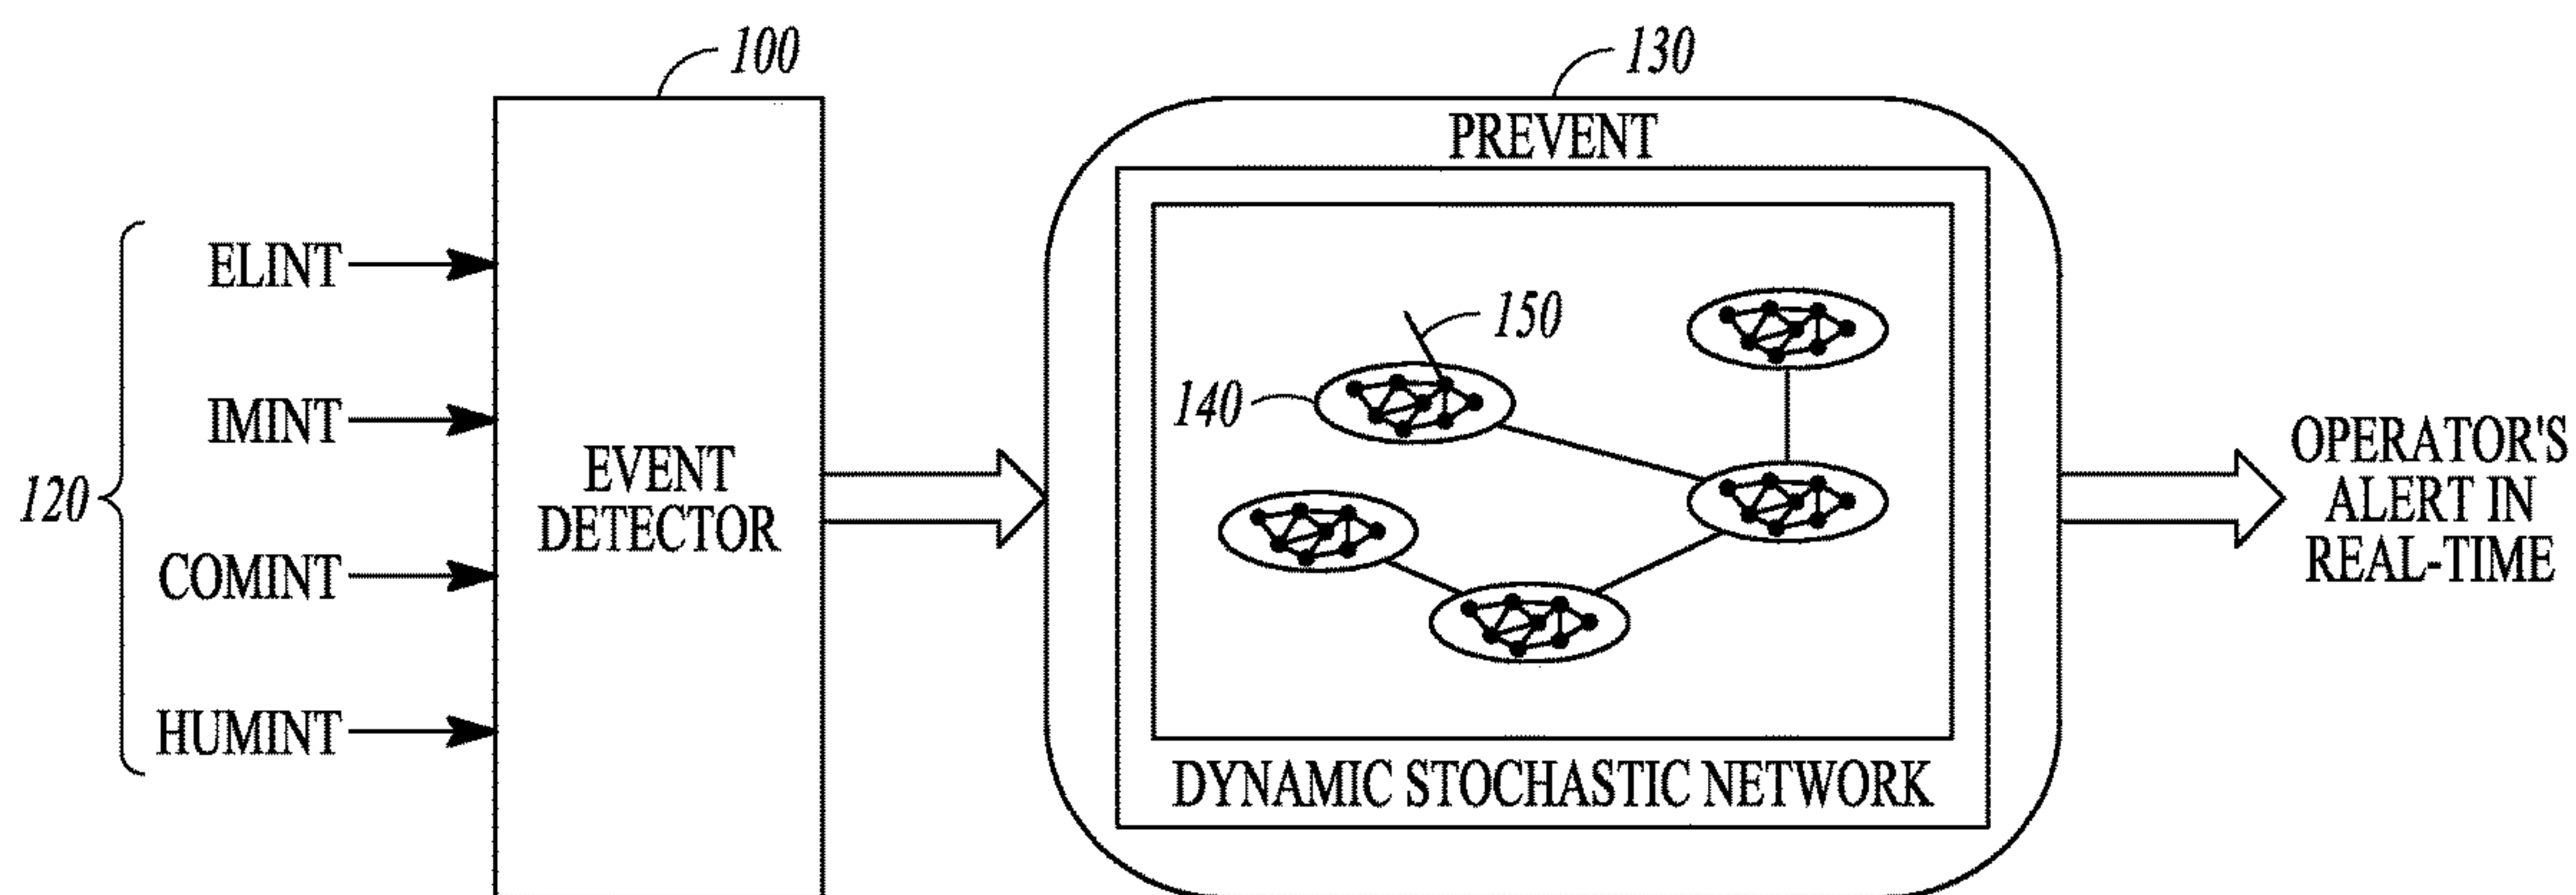 100
130
PREVENT
ELINT
IMINT
COMINT
HUMINT
120
EVENT
DETECTOR
150
140
DYNAMIC STOCHASTIC NETWORK
OPERATOR'S
ALERT IN
REAL-TIME